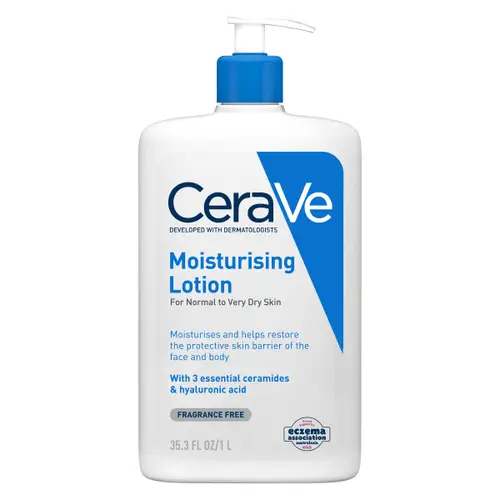 CeraVe
DEVELOPED WITH DERMATOLOGISTS
Moisturising
Lotion
For Normal to Very Dry Skin
Moisturises and helps restore
the protective skin barrier of the
face and body
With 3 essential ceramides
& hyaluronic acid
FRAGRANCE FREE
eczema
association
australasia
35.3 FL OZ/1 L